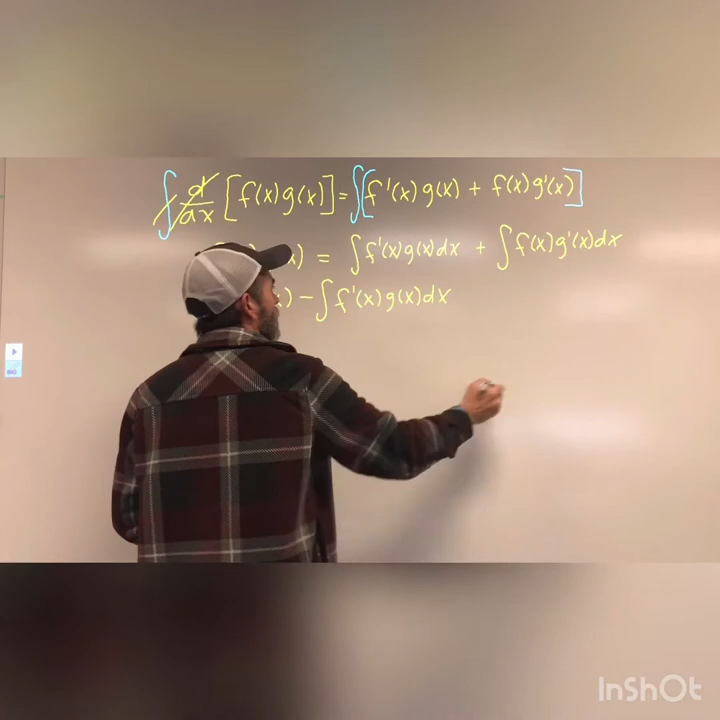 ∫ d/dx [f(x)g(x)] = ∫[f'(x)g(x) + f(x)g'(x)]
x) = ∫f'(x)g(x)dx + ∫f(x)g'(x)dx
) − ∫f'(x)g(x)dx
InShOt